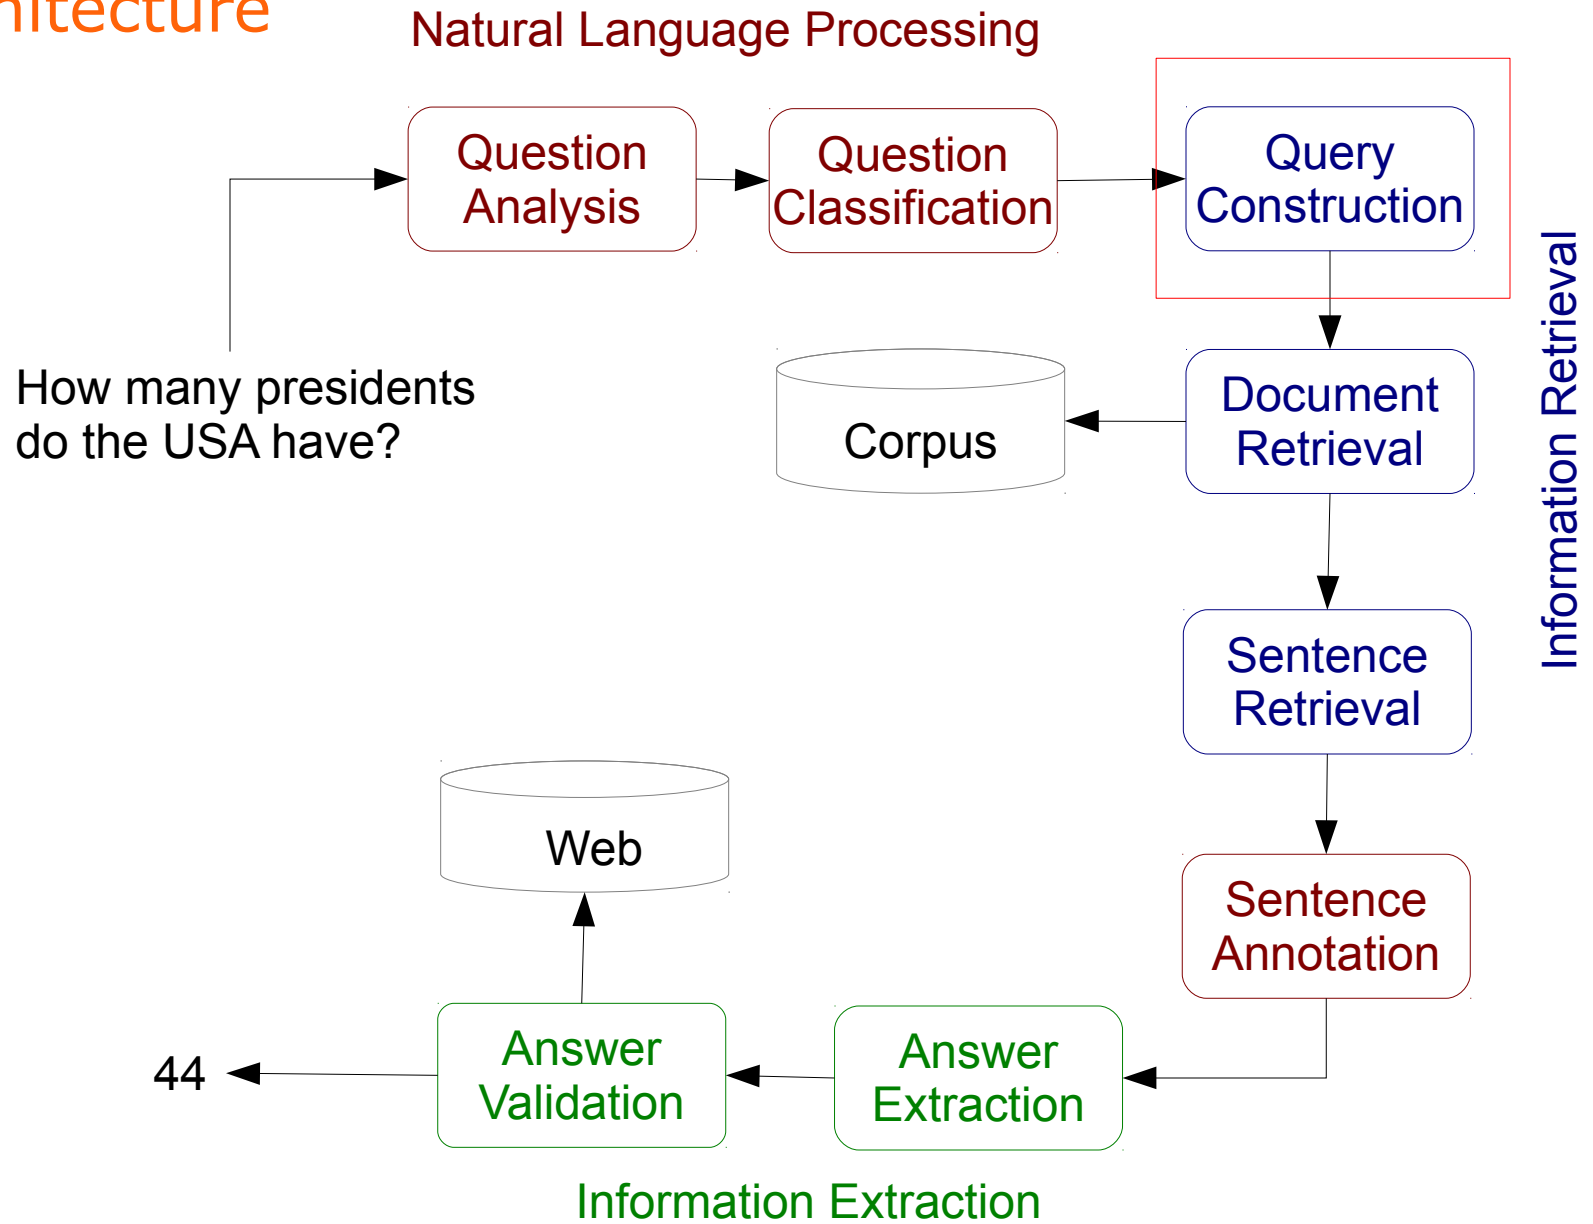 Natural Language Processing
Question
Analysis
Question
Classification
Query
Construction
Information Retrieval
How many presidents
do the USA have?
Corpus
Document
Retrieval
Sentence
Retrieval
Web
Sentence
Annotation
44
Answer
Validation
Answer
Extraction
Information Extraction